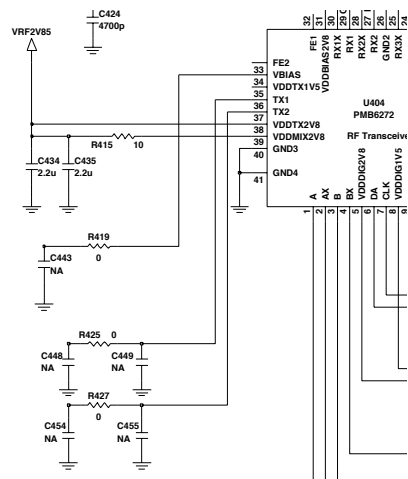 C424
4700p
VRF2V85
32
31
30
29
28
27
26
25
24
FE1
VDDBIAS2V8
RX1X
RX1
RX2X
RX2
GND2
RX3X
FE2
33
VBIAS
34
VDDTX1V5
35
TX1
36
TX2
37
VDDTX2V8
38
VDDMIX2V8
39
GND3
40
GND4
41
U404
PMB6272
RF Transceive
A
AX
B
BX
VDDDIG2V8
DA
CLK
VDDDIG1V5
1
2
3
4
5
6
7
8
9
R415
10
C434
2.2u
C435
2.2u
R419
0
C443
NA
R425
0
C448
NA
C449
NA
R427
0
C454
NA
C455
NA